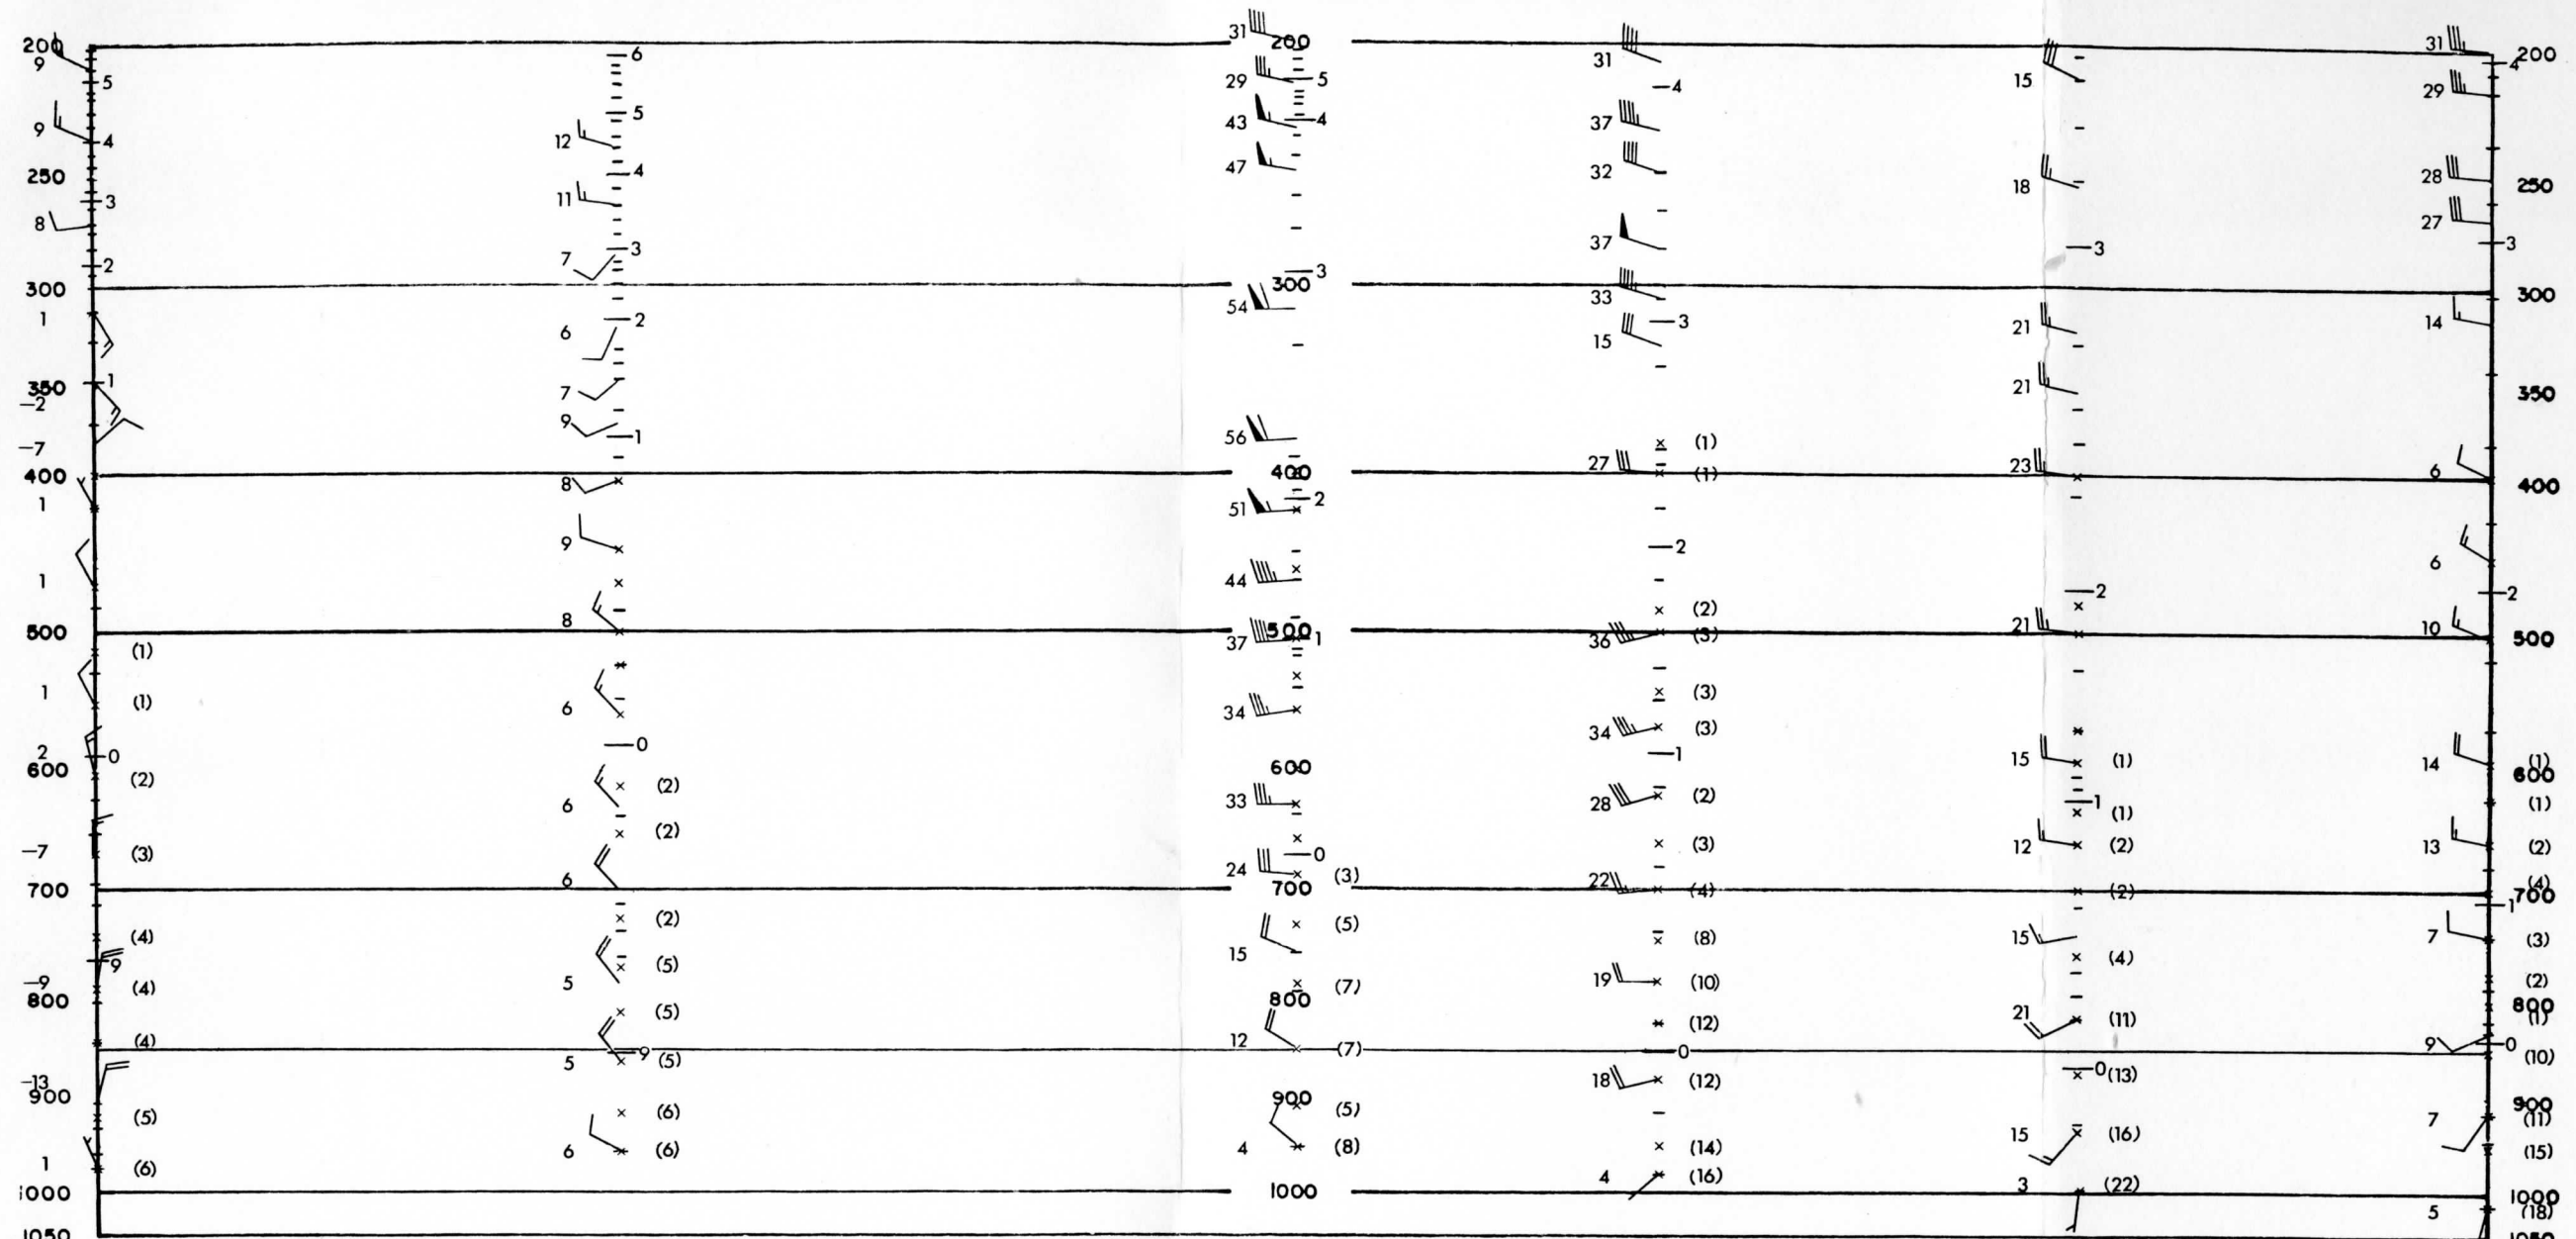 31
200 200 31 200
9 6 29 5 31 15 4
5 4 29
5 43 4 37
9 4 12 47 32
250 4 18 28 250
3 11
8 3 7 37 3 27 3
2 3
300 54 300 33 300
1 2 3 21 14
6 15
350 1 7 21 350
−2
9 1 56 (1)
−7
400 8 400 27 (1) 23 6 400
1 51 2
9 2 6
1 44 2 2
8 (2)
500 37 500 1 36 (3) 21 10 500
(1)
1 (1) 6 34 (3)
34 (3)
2 0 0 1 15 (1) 14 (1)
600 (2) 6 (2) 600 28 (2) 600
33 1 (1) (1)
(2)
−7 (3) 0 (3) 12 (2) 13 (2)
6 24 (3) 22 (4)
700 700 (4) (2) 700
(2) (5) 1
(4) 15 (8) 15 7 (3)
9 (5) (4)
−9 (4) 5 (7) 19 (10) (2)
800 (5) 800 (12) 21 (11) 800 (1)
(4) 12 (7) 0 9 0
5 9 (5) (10)
−13 18 (12) 0 (13)
900 900 900
(5) (6) (5) 7 (11)
15 (16)
1 (6) 6 (6) 4 (8) (14) (15)
4 (16) 3 (22)
1000 1000 1000
5 (18)
1050 1050